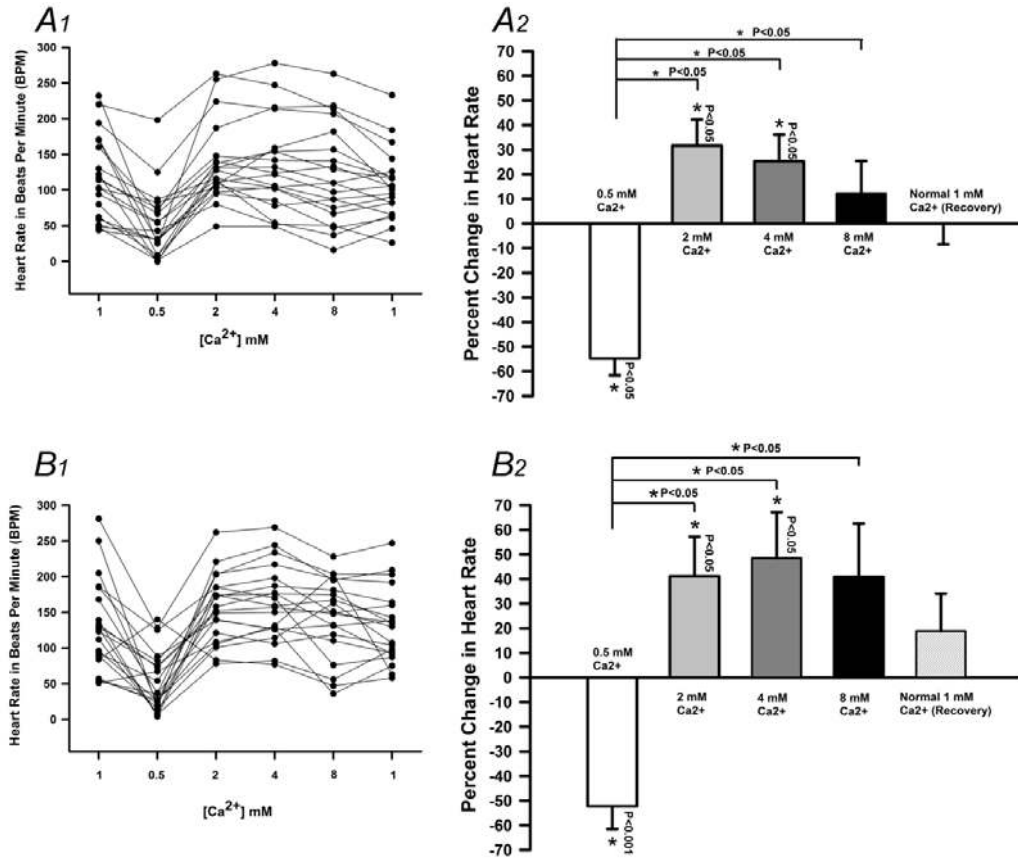 A1
Heart Rate in Beats Per Minute (BPM)
300
250
200
150
100
50
0
1 0.5 2 4 8 1
[Ca2+] mM
A2
Percent Change in Heart Rate
70
60
50
40
30
20
10
0
-10
-20
-30
-40
-50
-60
-70
* P<0.05
* P<0.05
* P<0.05
* P<0.05
* P<0.05
0.5 mM
Ca2+
2 mM
Ca2+
4 mM
Ca2+
8 mM
Ca2+
Normal 1 mM
Ca2+ (Recovery)
* P<0.05
B1
Heart Rate in Beats Per Minute (BPM)
300
250
200
150
100
50
0
1 0.5 2 4 8 1
[Ca2+] mM
B2
Percent Change in Heart Rate
70
60
50
40
30
20
10
0
-10
-20
-30
-40
-50
-60
-70
* P<0.05
* P<0.05
* P<0.05
* P<0.05
* P<0.05
0.5 mM
Ca2+
2 mM
Ca2+
4 mM
Ca2+
8 mM
Ca2+
Normal 1 mM
Ca2+ (Recovery)
* P<0.001